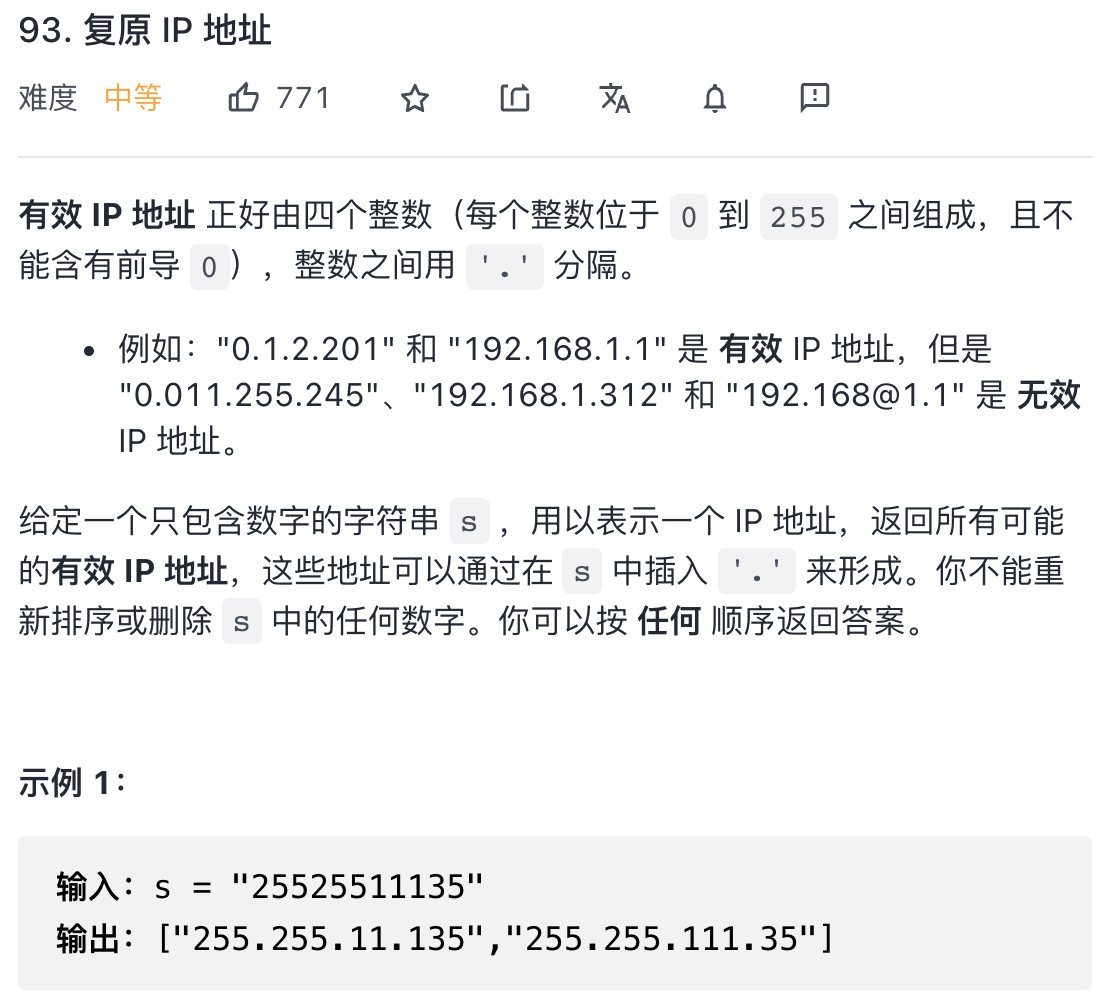 93. 复原 IP 地址
难度 中等 771
有效 IP 地址 正好由四个整数（每个整数位于 0 到 255 之间组成，且不
能含有前导 0），整数之间用 '.' 分隔。
• 例如："0.1.2.201" 和 "192.168.1.1" 是 有效 IP 地址，但是
"0.011.255.245"、"192.168.1.312" 和 "192.168@1.1" 是 无效
IP 地址。
给定一个只包含数字的字符串 s ，用以表示一个 IP 地址，返回所有可能
的有效 IP 地址，这些地址可以通过在 s 中插入 '.' 来形成。你不能重
新排序或删除 s 中的任何数字。你可以按 任何 顺序返回答案。
示例 1：
输入：s = "25525511135"
输出：["255.255.11.135","255.255.111.35"]